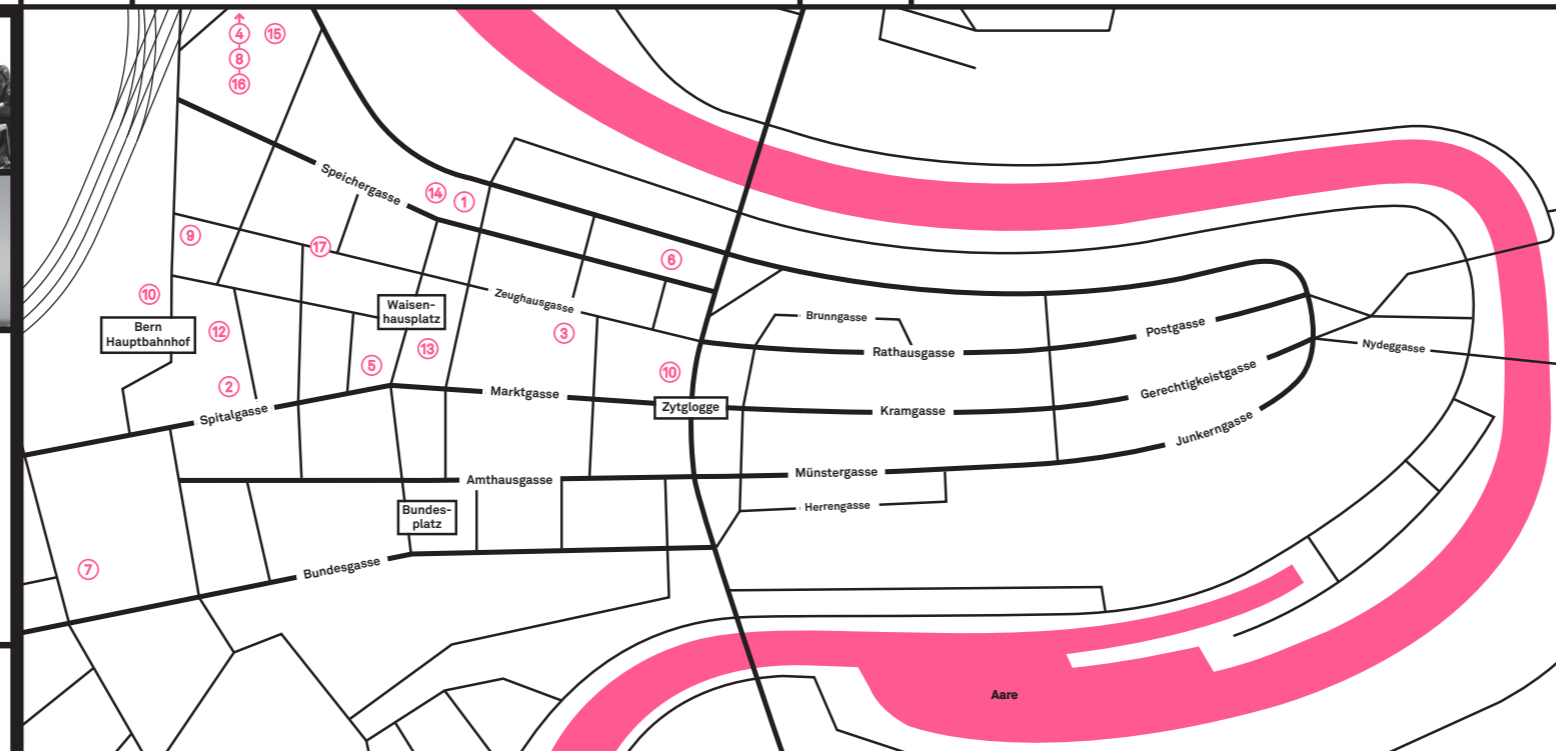 4
15
8
16
Speichergasse
14
1
9
17
6
10
Zeughausgasse
Waisen-
hausplatz
Bern
Hauptbahnhof
12
3
13
Brunngasse
Postgasse
Rathausgasse
Nydeggasse
5
10
2
Marktgasse
Gerechtigkeistgasse
Spitalgasse
Zytglogge
Kramgasse
Junkerngasse
Amthausgasse
Münstergasse
Herrengasse
Bundes-
platz
7
Bundesgasse
Aare